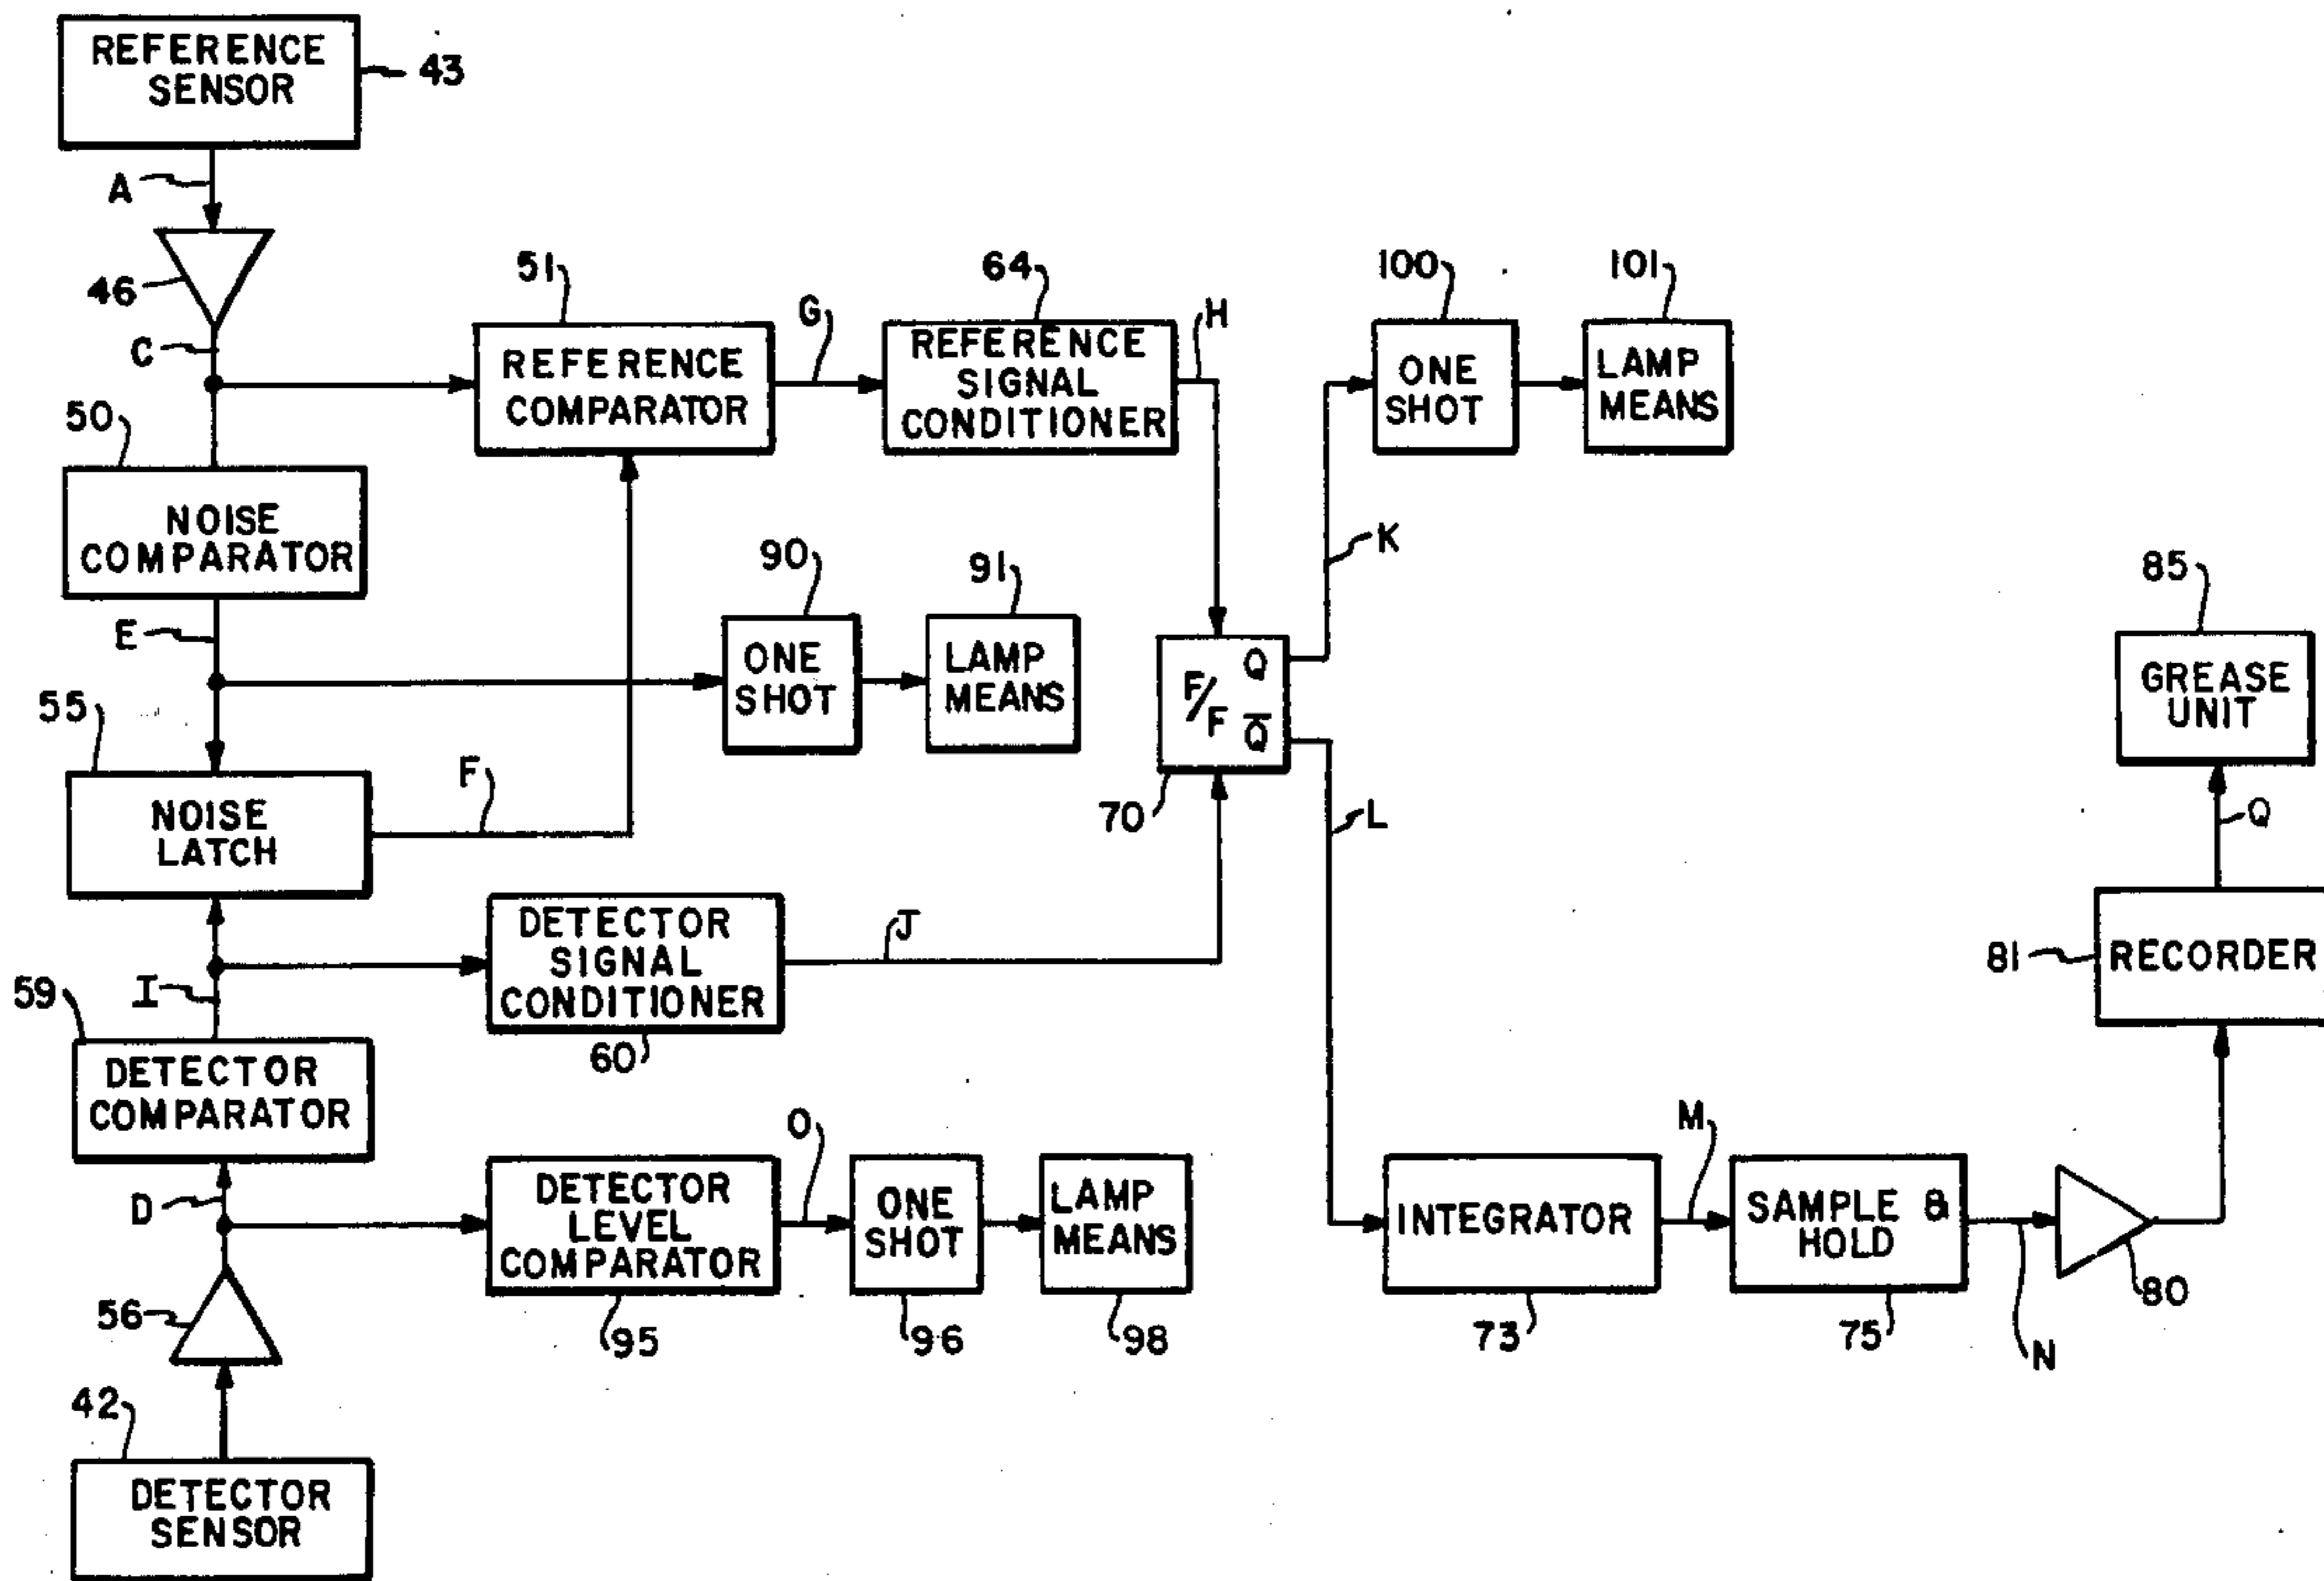 REFERENCE
SENSOR
43
A
46
C
51
G
64
H
100
101
REFERENCE
COMPARATOR
REFERENCE
SIGNAL
CONDITIONER
ONE
SHOT
LAMP
MEANS
50
NOISE
COMPARATOR
K
E
90
91
ONE
SHOT
LAMP
MEANS
F/F
Q
Q̅
70
85
GREASE
UNIT
55
NOISE
LATCH
F
L
Q
DETECTOR
SIGNAL
CONDITIONER
60
J
81
RECORDER
I
59
DETECTOR
COMPARATOR
D
DETECTOR
LEVEL
COMPARATOR
95
O
ONE
SHOT
96
LAMP
MEANS
98
INTEGRATOR
73
M
SAMPLE &
HOLD
75
N
80
56
42
DETECTOR
SENSOR